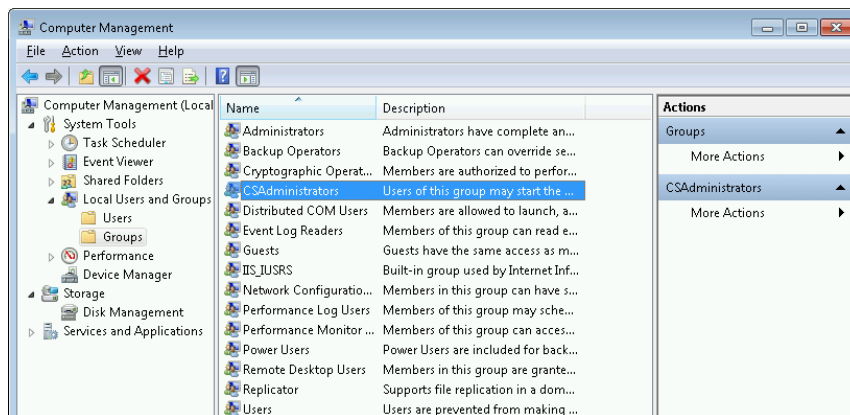 Computer Management
File Action View Help
Computer Management (Local
System Tools
Task Scheduler
Event Viewer
Shared Folders
Local Users and Groups
Users
Groups
Performance
Device Manager
Storage
Disk Management
Services and Applications
Name Description
Administrators Administrators have complete an...
Backup Operators Backup Operators can override se...
Cryptographic Operat... Members are authorized to perfor...
CSAdministrators Users of this group may start the ...
Distributed COM Users Members are allowed to launch, a...
Event Log Readers Members of this group can read e...
Guests Guests have the same access as m...
IIS_IUSRS Built-in group used by Internet Inf...
Network Configuratio... Members in this group can have s...
Performance Log Users Members of this group may sche...
Performance Monitor ... Members of this group can acces...
Power Users Power Users are included for back...
Remote Desktop Users Members in this group are grante...
Replicator Supports file replication in a dom...
Users Users are prevented from making ...
Actions
Groups
More Actions
CSAdministrators
More Actions